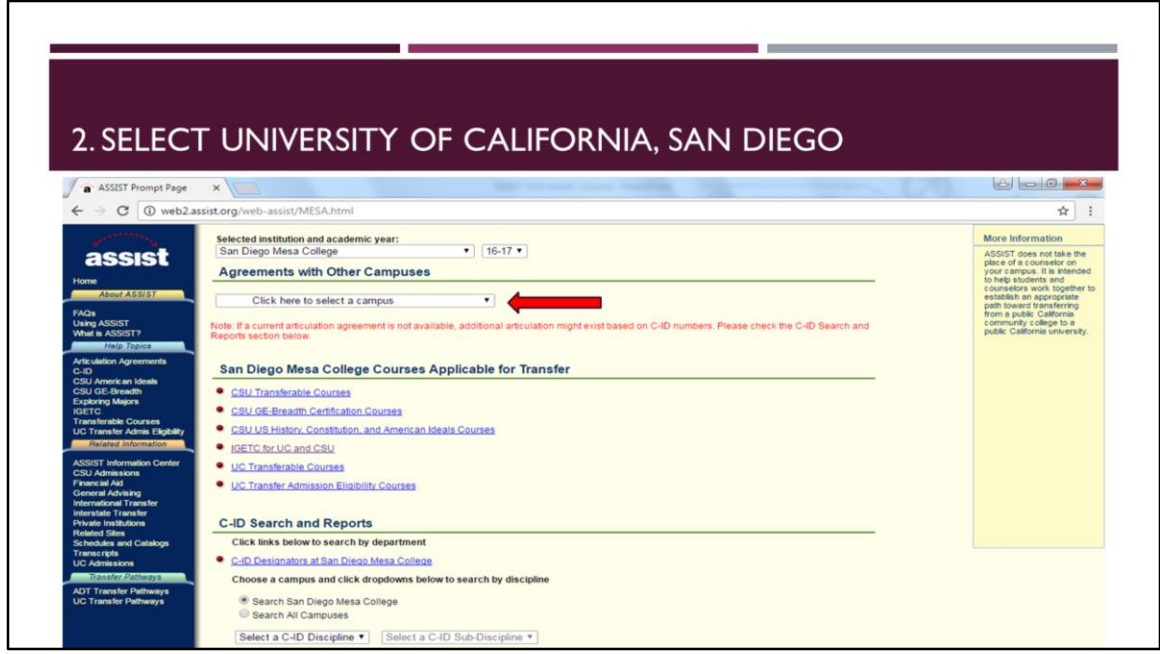 2. SELECT UNIVERSITY OF CALIFORNIA, SAN DIEGO
ASSIST Prompt Page
web2.assist.org/web-assist/MESA.html
assist
Home
About ASSIST
FAQs
Using ASSIST
What is ASSIST?
Help Topics
Articulation Agreements
C-ID
CSU American Ideals
CSU GE-Breadth
Exploring Majors
IGETC
Transferable Courses
UC Transfer Admis Eligbility
Related Information
ASSIST Information Center
CSU Admissions
Financial Aid
General Advising
International Transfer
Interstate Transfer
Private Institutions
Related Sites
Schedules and Catalogs
Transcripts
UC Admissions
Transfer Pathways
ADT Transfer Pathways
UC Transfer Pathways
Selected institution and academic year:
San Diego Mesa College 16-17
Agreements with Other Campuses
Click here to select a campus
Note: If a current articulation agreement is not available, additional articulation might exist based on C-ID numbers. Please check the C-ID Search and
Reports section below.
San Diego Mesa College Courses Applicable for Transfer
CSU Transferable Courses
CSU GE-Breadth Certification Courses
CSU US History, Constitution, and American Ideals Courses
IGETC for UC and CSU
UC Transferable Courses
UC Transfer Admission Eligibility Courses
C-ID Search and Reports
Click links below to search by department
C-ID Designators at San Diego Mesa College
Choose a campus and click dropdowns below to search by discipline
Search San Diego Mesa College
Search All Campuses
Select a C-ID Discipline Select a C-ID Sub-Discipline
More Information
ASSIST does not take the
place of a counselor on
your campus. It is intended
to help students and
counselors work together to
establish an appropriate
path toward transferring
from a public California
community college to a
public California university.